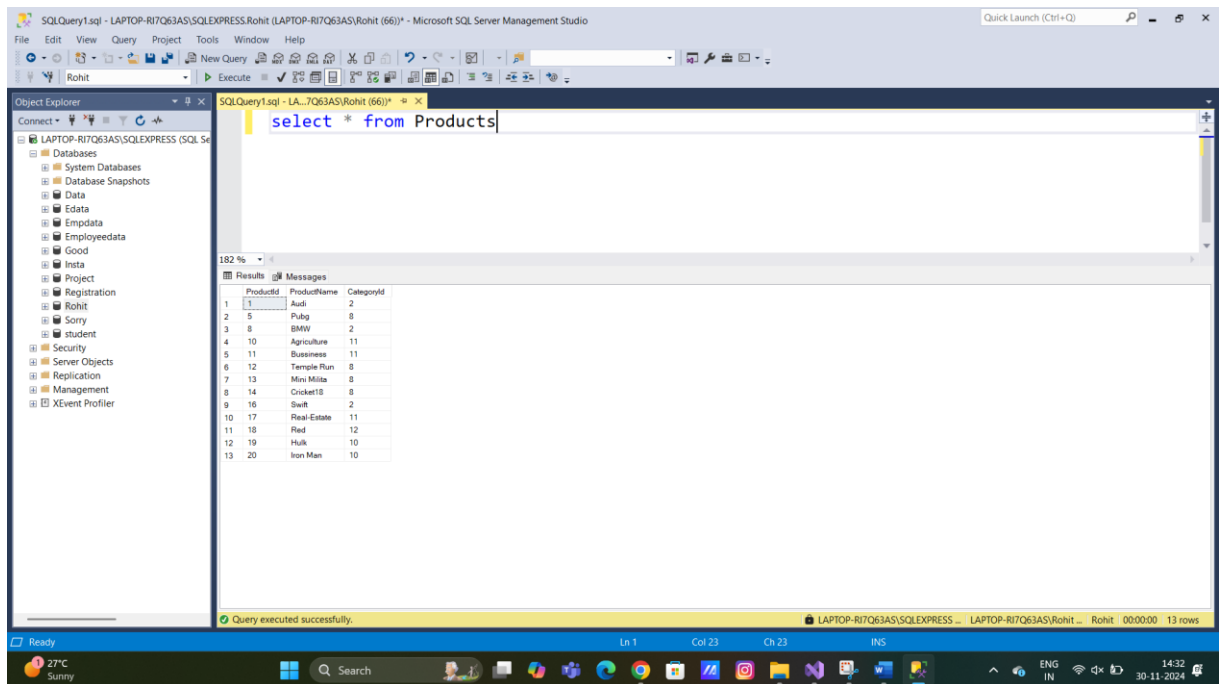 SQLQuery1.sql - LAPTOP-RI7Q63AS\SQLEXPRESS.Rohit (LAPTOP-RI7Q63AS\Rohit (66))* - Microsoft SQL Server Management Studio
Quick Launch (Ctrl+Q)
File Edit View Query Project Tools Window Help
New Query
Rohit Execute
Object Explorer
SQLQuery1.sql - LA...7Q63AS\Rohit (66))*
Connect
select * from Products
LAPTOP-RI7Q63AS\SQLEXPRESS (SQL Se
Databases
System Databases
Database Snapshots
Data
Edata
Empdata
Employeedata
Good
Insta
Project
Registration
Rohit
Sorry
student
Security
Server Objects
Replication
Management
XEvent Profiler
182 %
Results Messages
ProductId ProductName CategoryId
1 1 Audi 2
2 5 Pubg 8
3 8 BMW 2
4 10 Agriculture 11
5 11 Bussiness 11
6 12 Temple Run 8
7 13 Mini Milita 8
8 14 Cricket18 8
9 16 Swift 2
10 17 Real-Estate 11
11 18 Red 12
12 19 Hulk 10
13 20 Iron Man 10
Query executed successfully.
LAPTOP-RI7Q63AS\SQLEXPRESS ... LAPTOP-RI7Q63AS\Rohit ... Rohit 00:00:00 13 rows
Ready Ln 1 Col 23 Ch 23 INS
1 27°C
Sunny
Search
ENG
IN
14:32
30-11-2024